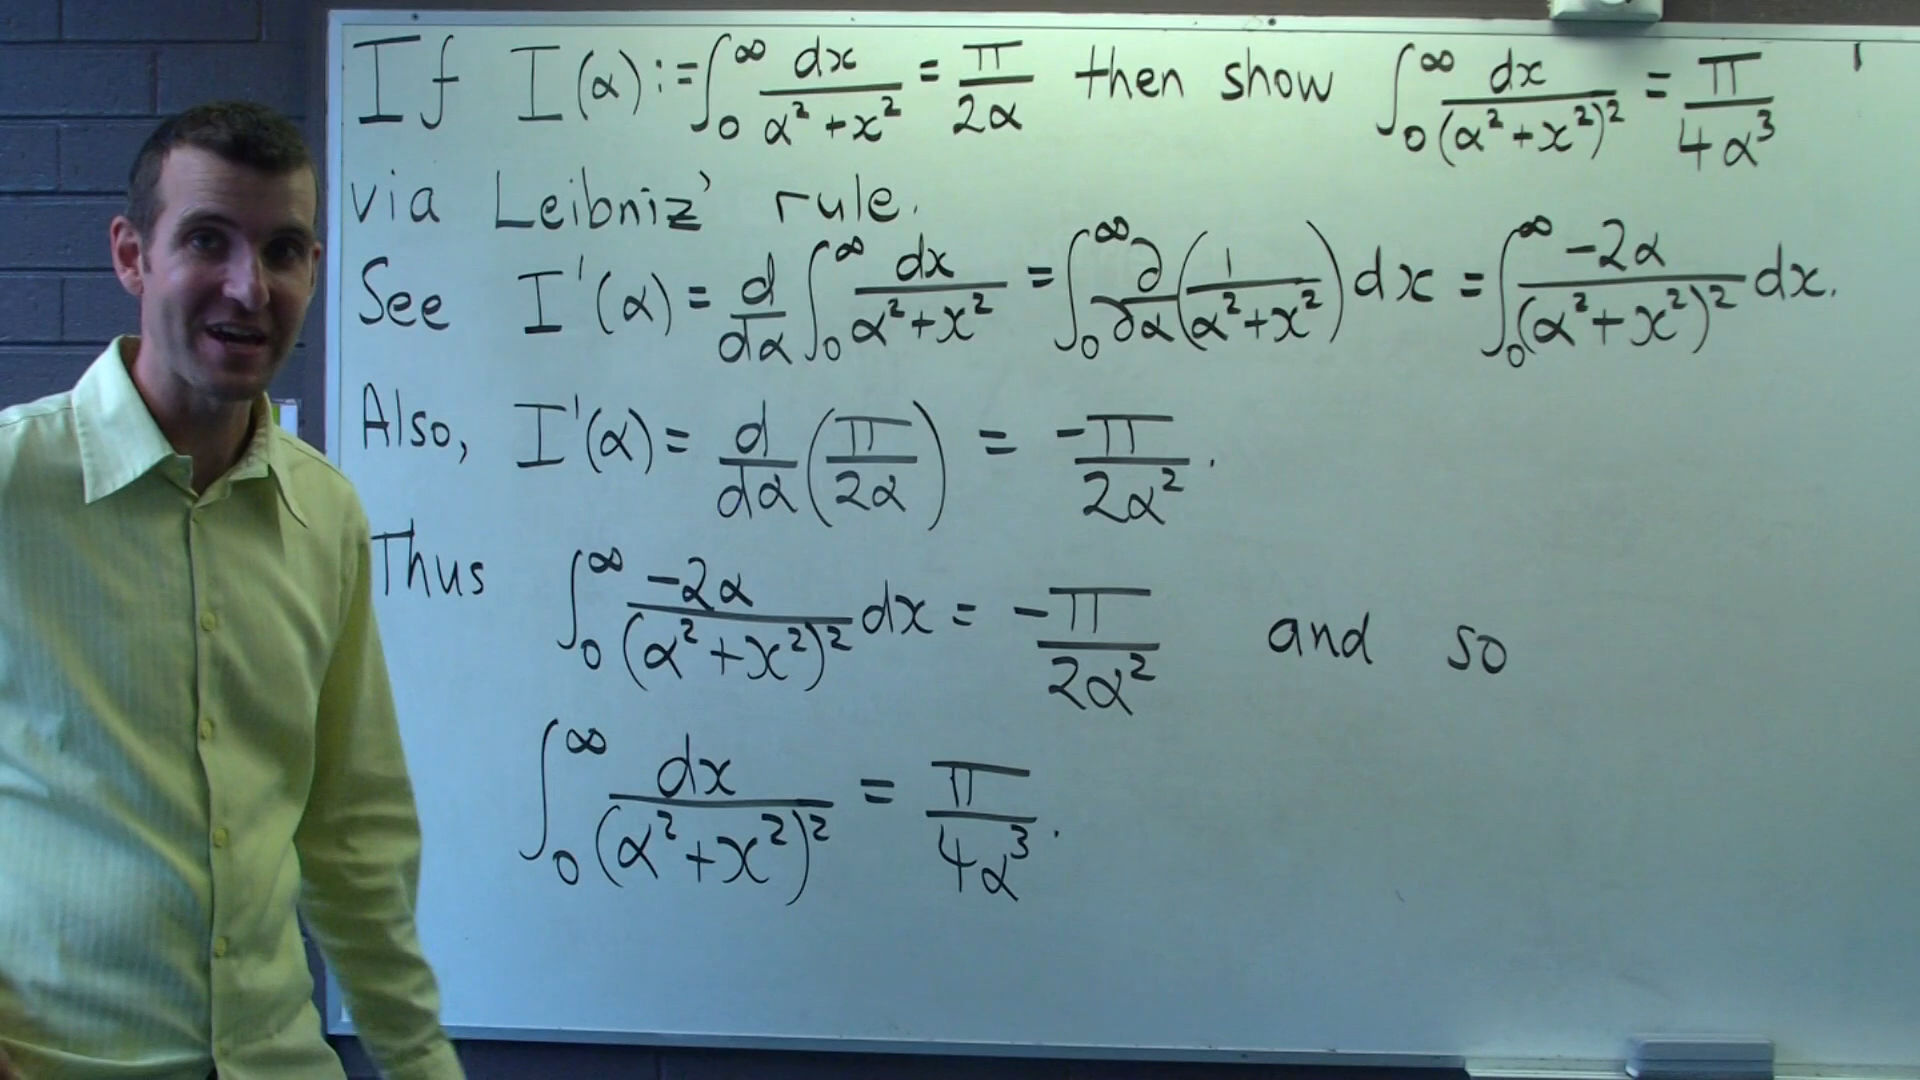 If I(α) := ∫₀^∞ dx/(α² + x²) = π/(2α) then show ∫₀^∞ dx/(α² + x²)² = π/(4α³)
via Leibniz' rule.
See I'(α) = d/dα ∫₀^∞ dx/(α² + x²) = ∫₀^∞ ∂/∂α (1/(α² + x²)) dx = ∫₀^∞ -2α/(α² + x²)² dx.
Also, I'(α) = d/dα (π/(2α)) = -π/(2α²).
Thus ∫₀^∞ -2α/(α² + x²)² dx = -π/(2α²) and so
∫₀^∞ dx/(α² + x²)² = π/(4α³).